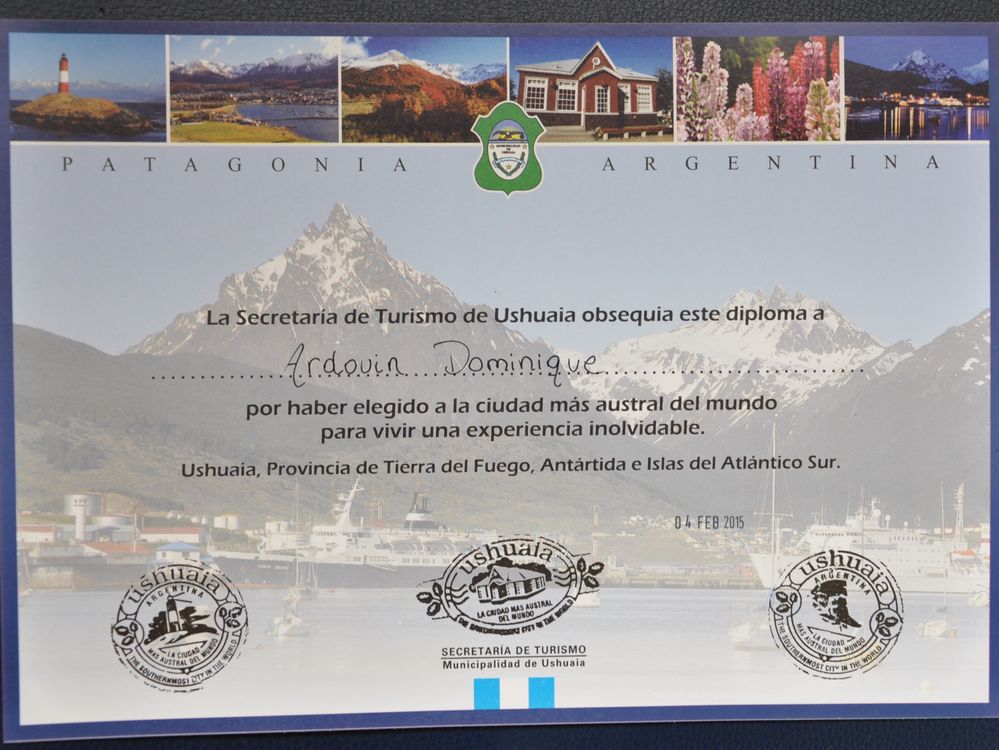 PATAGONIA ARGENTINA
MUNICIPALIDAD DE USHUAIA
La Secretaría de Turismo de Ushuaia obsequia este diploma a
Ardouin Dominique
por haber elegido a la ciudad más austral del mundo
para vivir una experiencia inolvidable.
Ushuaia, Provincia de Tierra del Fuego, Antártida e Islas del Atlántico Sur.
04 FEB 2015
YPF
ushuaia
ARGENTINA
LA CIUDAD
MAS AUSTRAL DEL MUNDO
THE SOUTHERNMOST CITY IN THE WORLD
ushuaia
LA CIUDAD MAS AUSTRAL
DEL MUNDO
THE SOUTHERNMOST CITY IN THE WORLD
ushuaia
ARGENTINA
LA CIUDAD
MAS AUSTRAL DEL MUNDO
THE SOUTHERNMOST CITY IN THE WORLD
SECRETARÍA DE TURISMO
Municipalidad de Ushuaia